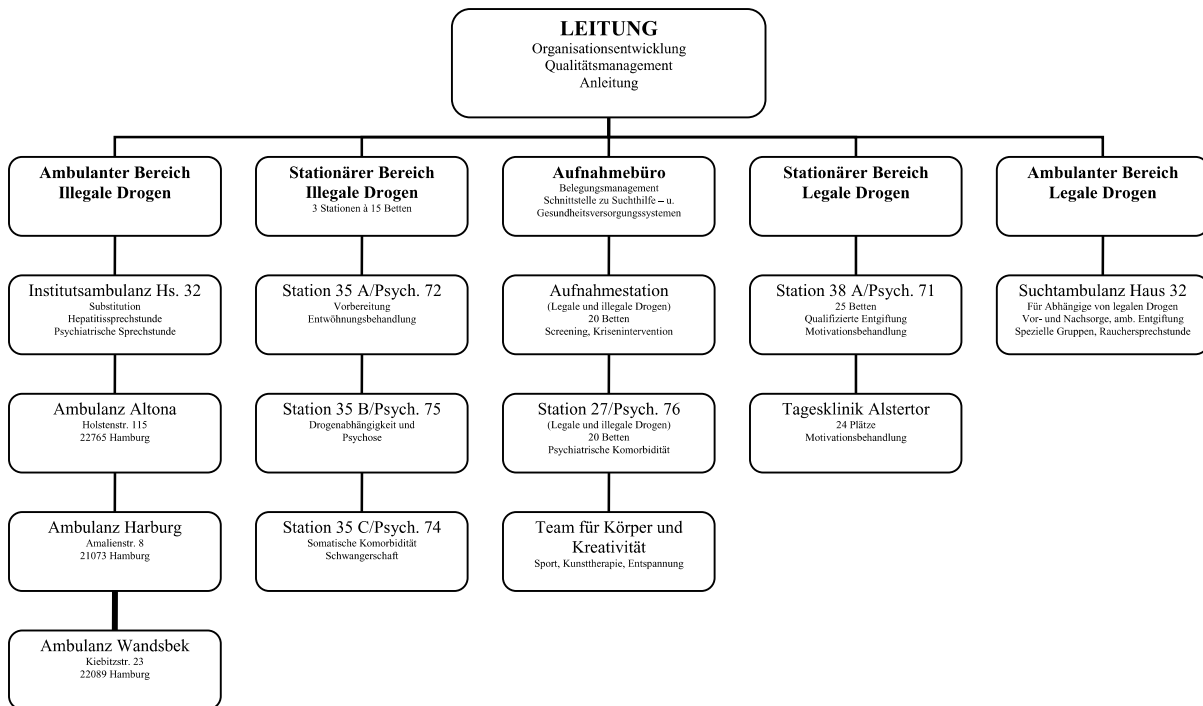 LEITUNG
Organisationsentwicklung
Qualitätsmanagement
Anleitung
Ambulanter Bereich
Illegale Drogen
Institutsambulanz Hs. 32
Substitution
Hepatitissprechstunde
Psychiatrische Sprechstunde
Ambulanz Altona
Holstenstr. 115
22765 Hamburg
Ambulanz Harburg
Amalienstr. 8
21073 Hamburg
Ambulanz Wandsbek
Kiebitzstr. 23
22089 Hamburg
Stationärer Bereich
Illegale Drogen
3 Stationen à 15 Betten
Station 35 A/Psych. 72
Vorbereitung
Entwöhnungsbehandlung
Station 35 B/Psych. 75
Drogenabhängigkeit und
Psychose
Station 35 C/Psych. 74
Somatische Komorbidität
Schwangerschaft
Aufnahmebüro
Belegungsmanagement
Schnittstelle zu Suchthilfe – u.
Gesundheitsversorgungssystemen
Aufnahmestation
(Legale und illegale Drogen)
20 Betten
Screening, Krisenintervention
Station 27/Psych. 76
(Legale und illegale Drogen)
20 Betten
Psychiatrische Komorbidität
Team für Körper und
Kreativität
Sport, Kunsttherapie, Entspannung
Stationärer Bereich
Legale Drogen
Station 38 A/Psych. 71
25 Betten
Qualifizierte Entgiftung
Motivationsbehandlung
Tagesklinik Alstertor
24 Plätze
Motivationsbehandlung
Ambulanter Bereich
Legale Drogen
Suchtambulanz Haus 32
Für Abhängige von legalen Drogen
Vor- und Nachsorge, amb. Entgiftung
Spezielle Gruppen, Rauchersprechstunde